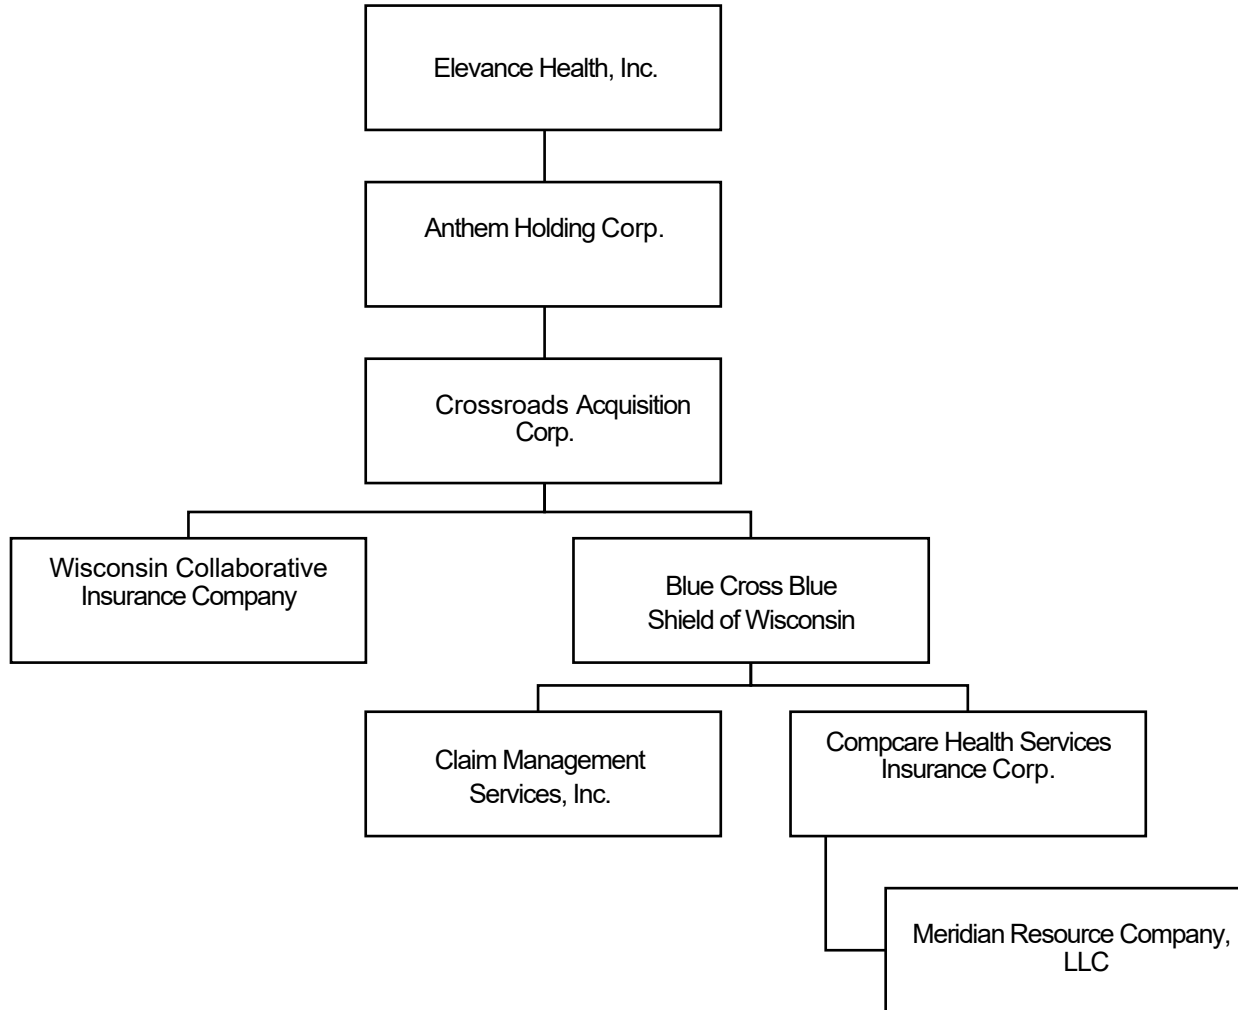 Elevance Health, Inc.
Anthem Holding Corp.
Crossroads Acquisition
Corp.
Wisconsin Collaborative
Insurance Company
Blue Cross Blue
Shield of Wisconsin
Claim Management
Services, Inc.
Compcare Health Services
Insurance Corp.
Meridian Resource Company,
LLC